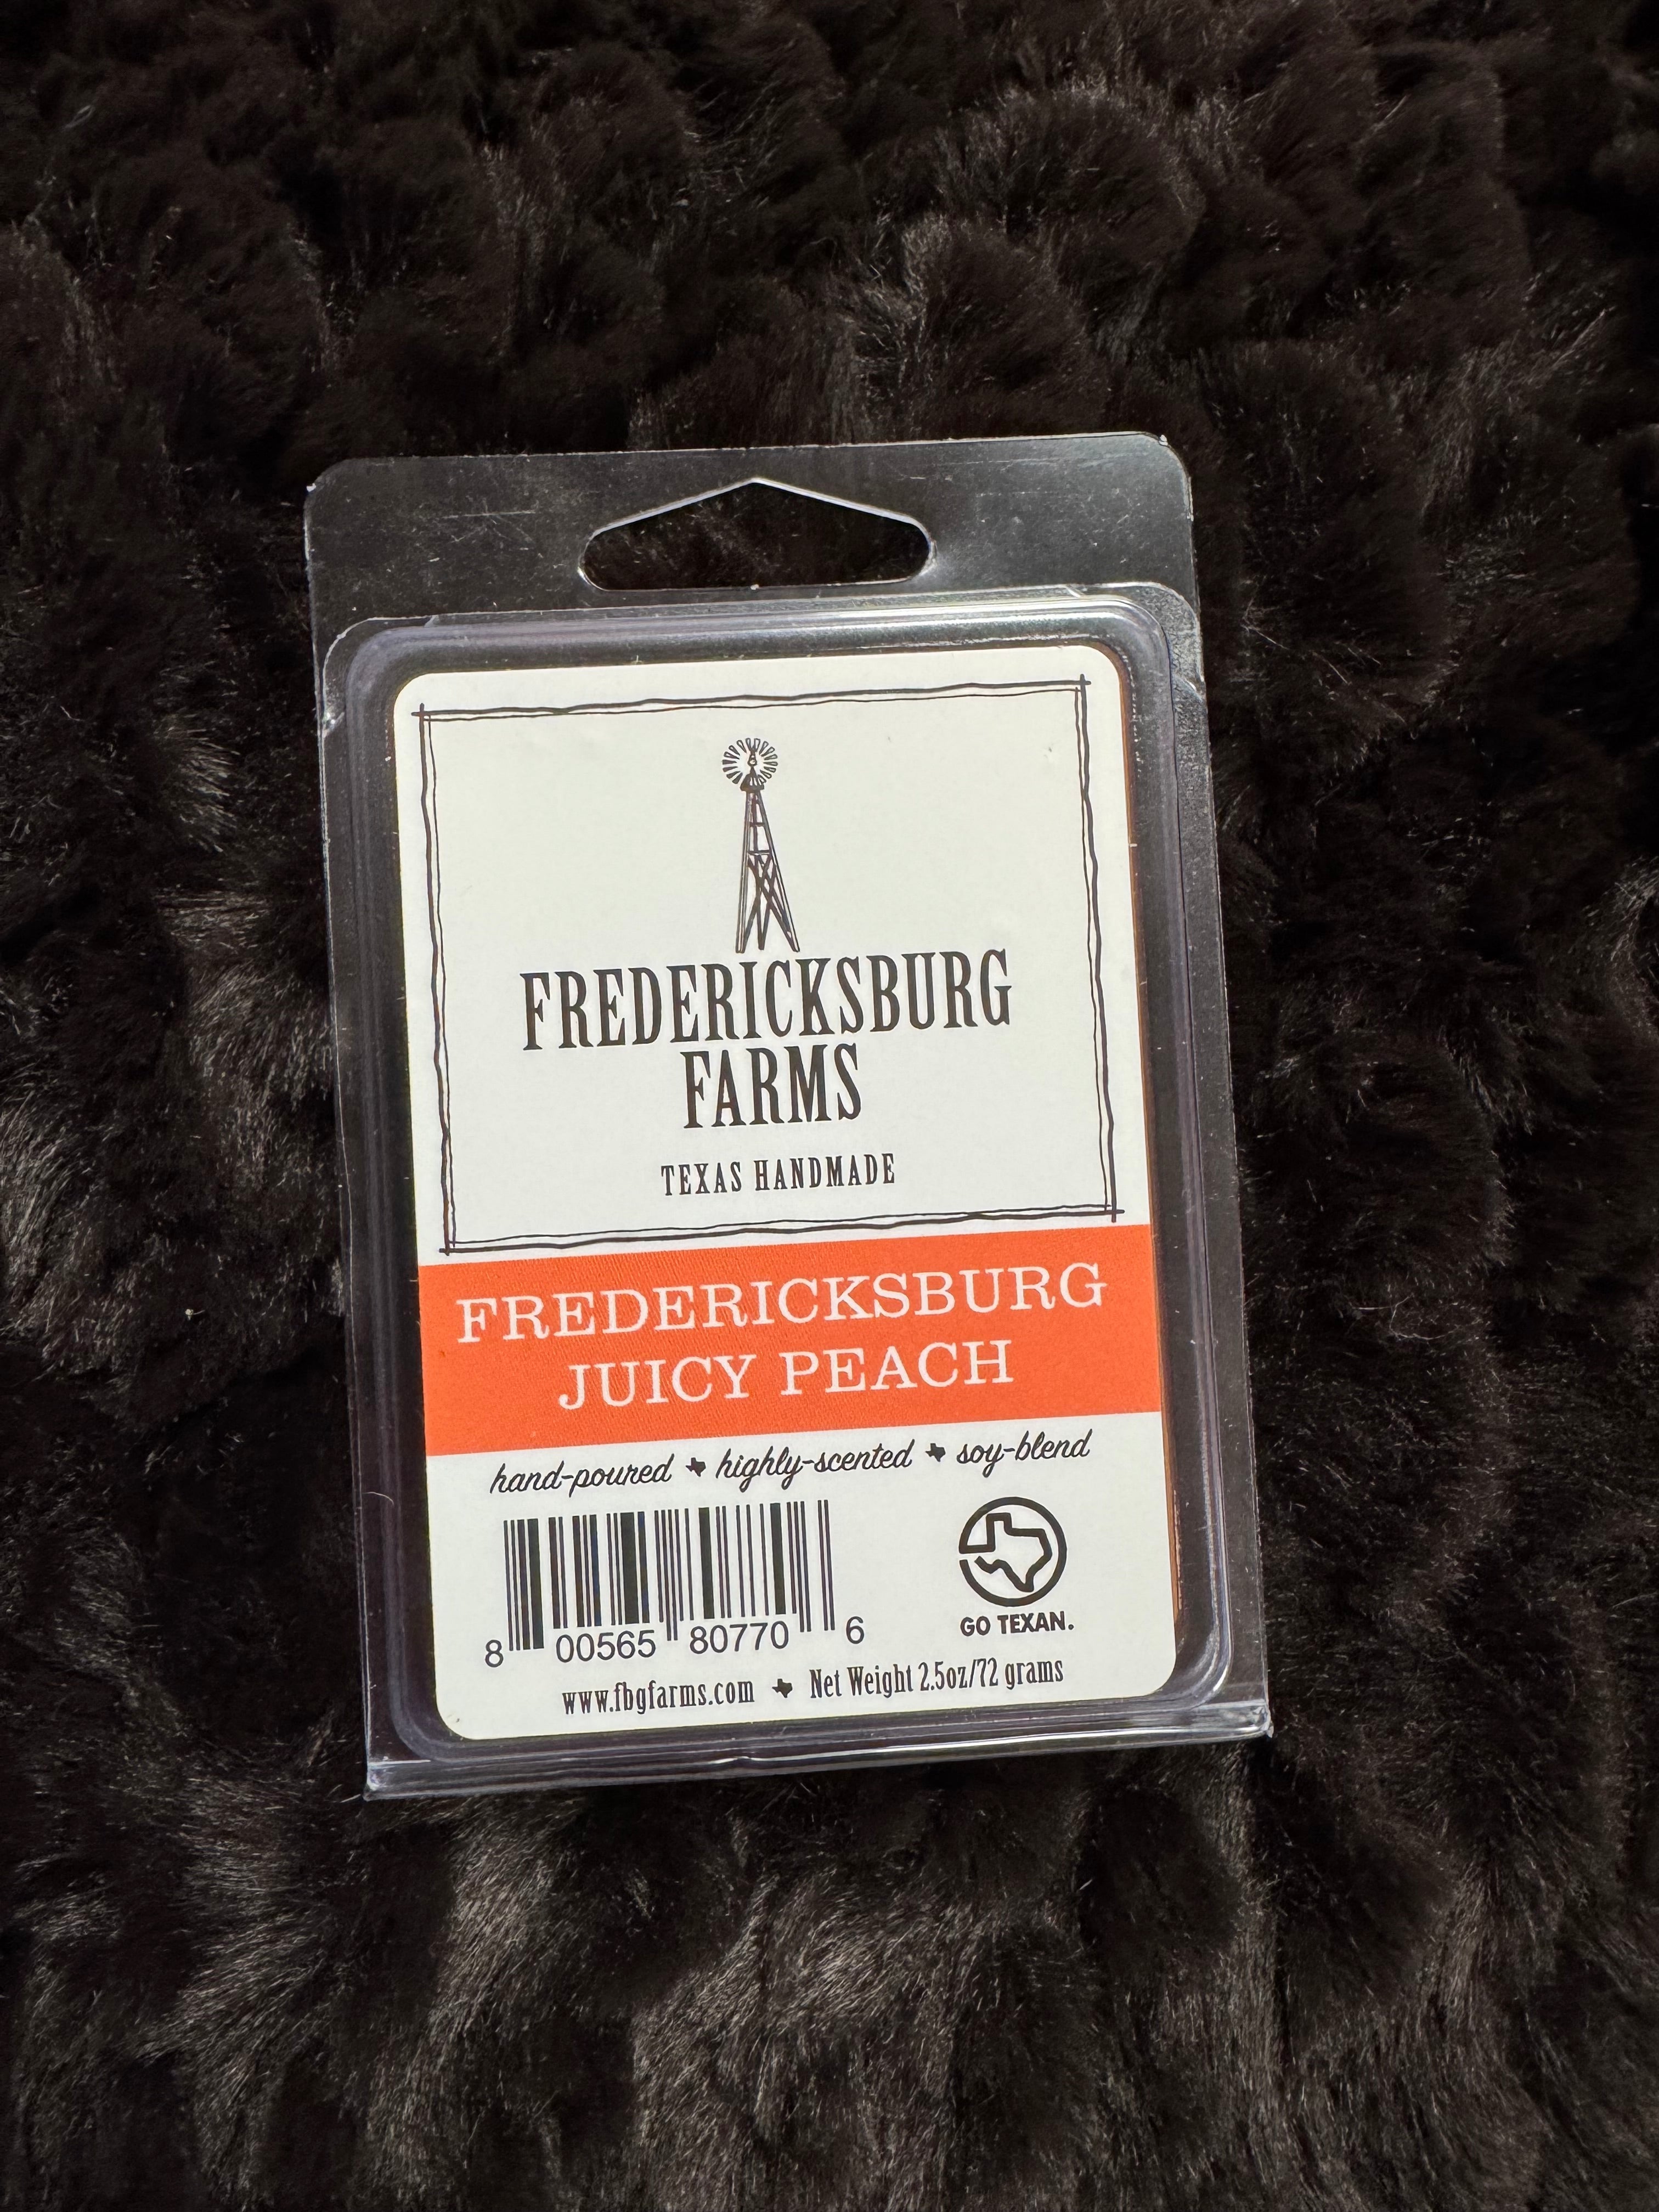 FREDERICKSBURG
FARMS
TEXAS HANDMADE
FREDERICKSBURG
JUICY PEACH
hand-poured highly-scented soy-blend
8 00565 80770 6
GO TEXAN.
www.fbgfarms.com Net Weight 2.5oz/72 grams